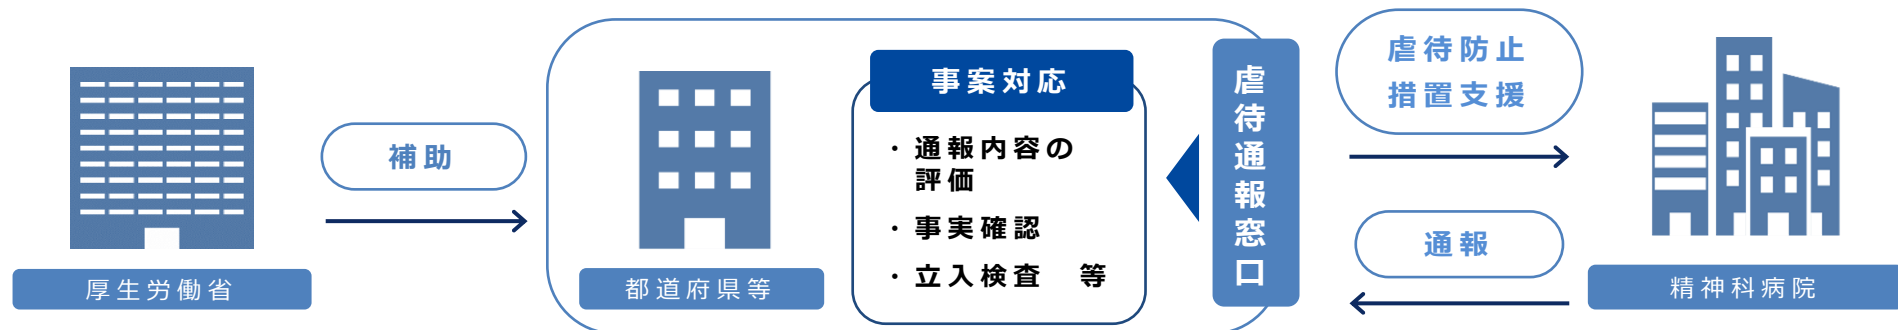 補助
厚生労働省
都道府県等
事案対応
・通報内容の
評価
・事実確認
・立入検査　等
虐待通報窓口
虐待防止
措置支援
通報
精神科病院